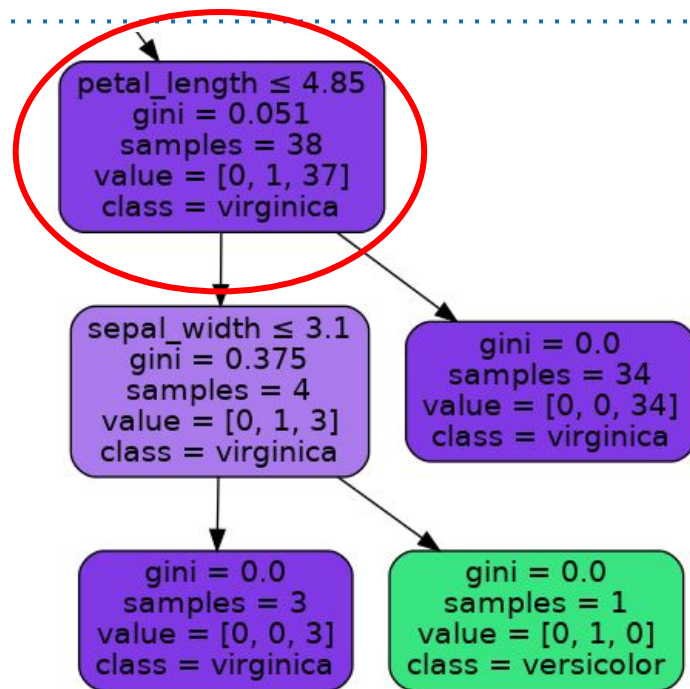 petal_length ≤ 4.85
gini = 0.051
samples = 38
value = [0, 1, 37]
class = virginica
sepal_width ≤ 3.1
gini = 0.375
samples = 4
value = [0, 1, 3]
class = virginica
gini = 0.0
samples = 34
value = [0, 0, 34]
class = virginica
gini = 0.0
samples = 3
value = [0, 0, 3]
class = virginica
gini = 0.0
samples = 1
value = [0, 1, 0]
class = versicolor